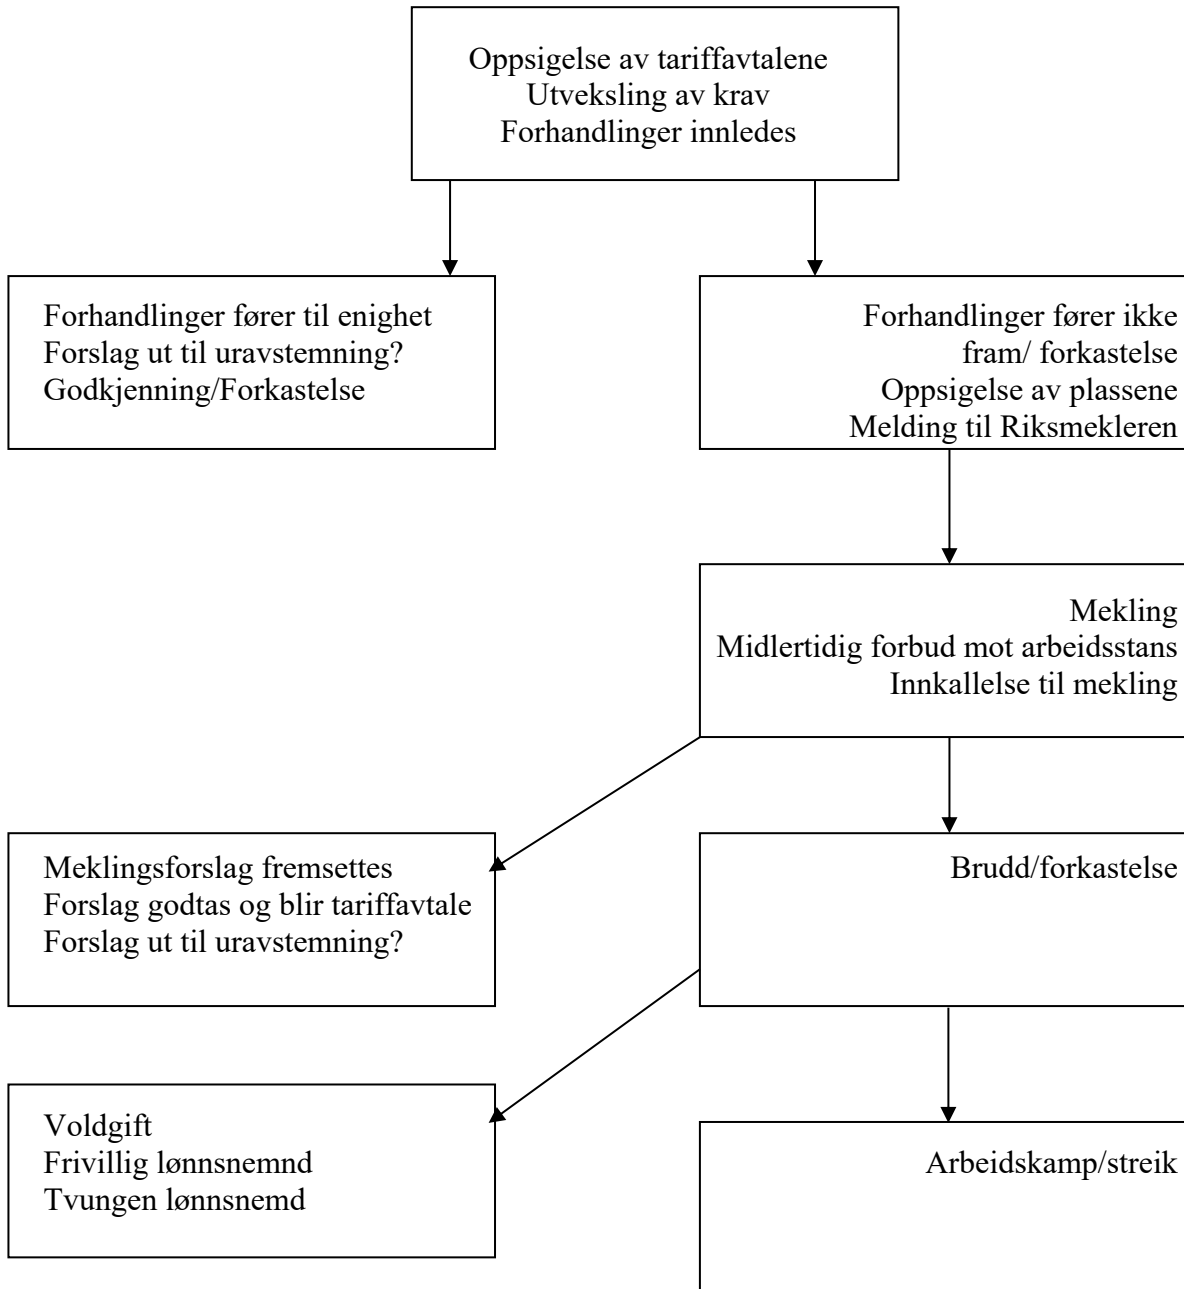 Oppsigelse av tariffavtalene
Utveksling av krav
Forhandlinger innledes
Forhandlinger fører til enighet
Forslag ut til uravstemning?
Godkjenning/Forkastelse
Forhandlinger fører ikke
fram/ forkastelse
Oppsigelse av plassene
Melding til Riksmekleren
Mekling
Midlertidig forbud mot arbeidsstans
Innkallelse til mekling
Meklingsforslag fremsettes
Forslag godtas og blir tariffavtale
Forslag ut til uravstemning?
Brudd/forkastelse
Voldgift
Frivillig lønnsnemnd
Tvungen lønnsnemd
Arbeidskamp/streik